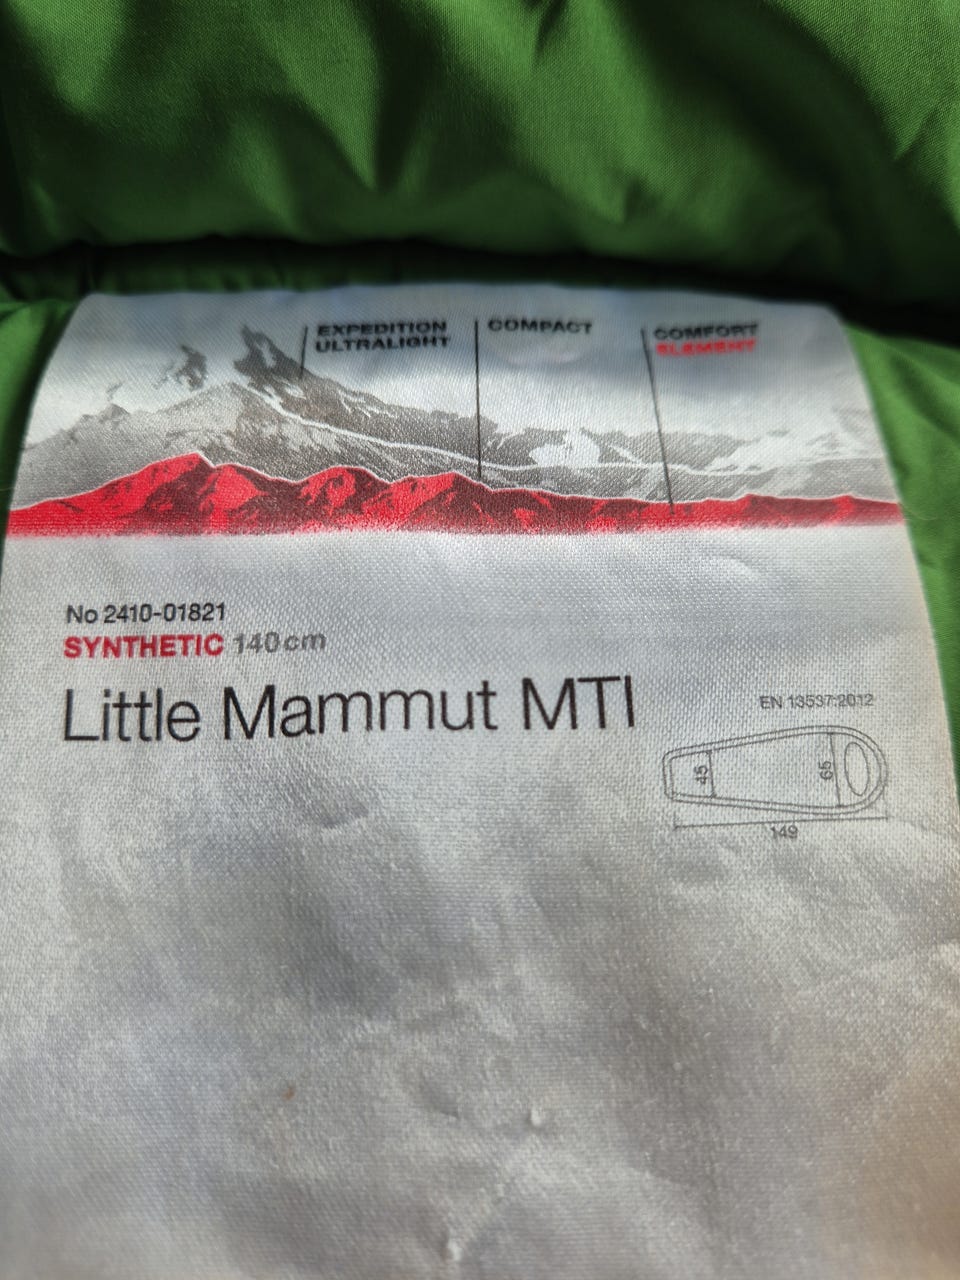 EXPEDITION
ULTRALIGHT
COMPACT
COMFORT
ELEMENT
No 2410-01821
SYNTHETIC 140cm
Little Mammut MTI
EN 13537:2012
45
65
149